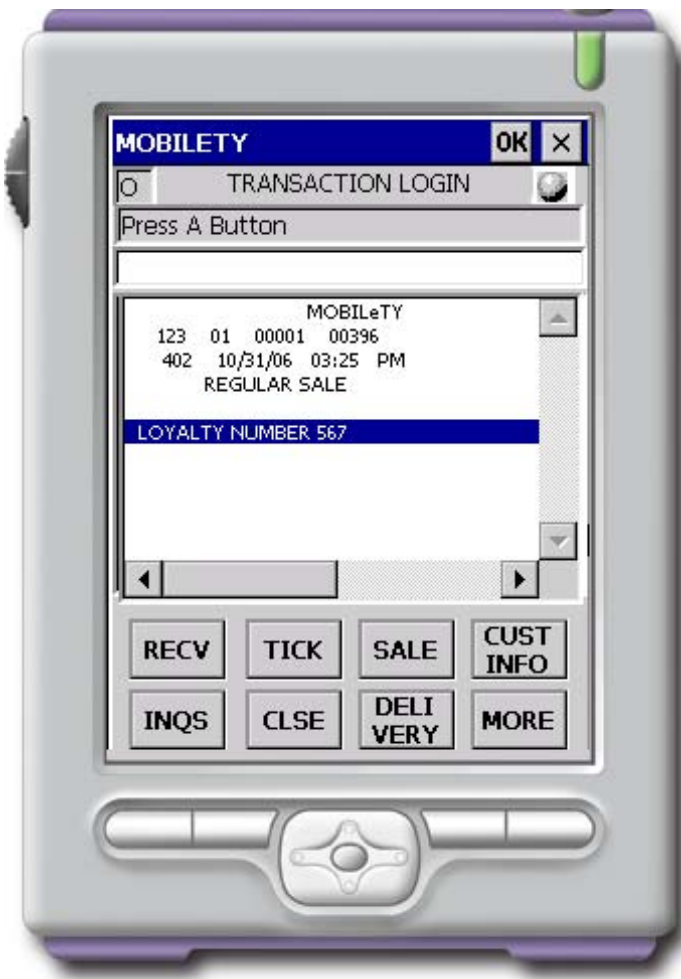 MOBILETY OK ×
O TRANSACTION LOGIN
Press A Button
MOBILeTY
123 01 00001 00396
402 10/31/06 03:25 PM
REGULAR SALE
LOYALTY NUMBER 567
RECV TICK SALE CUST INFO
INQS CLSE DELI VERY MORE